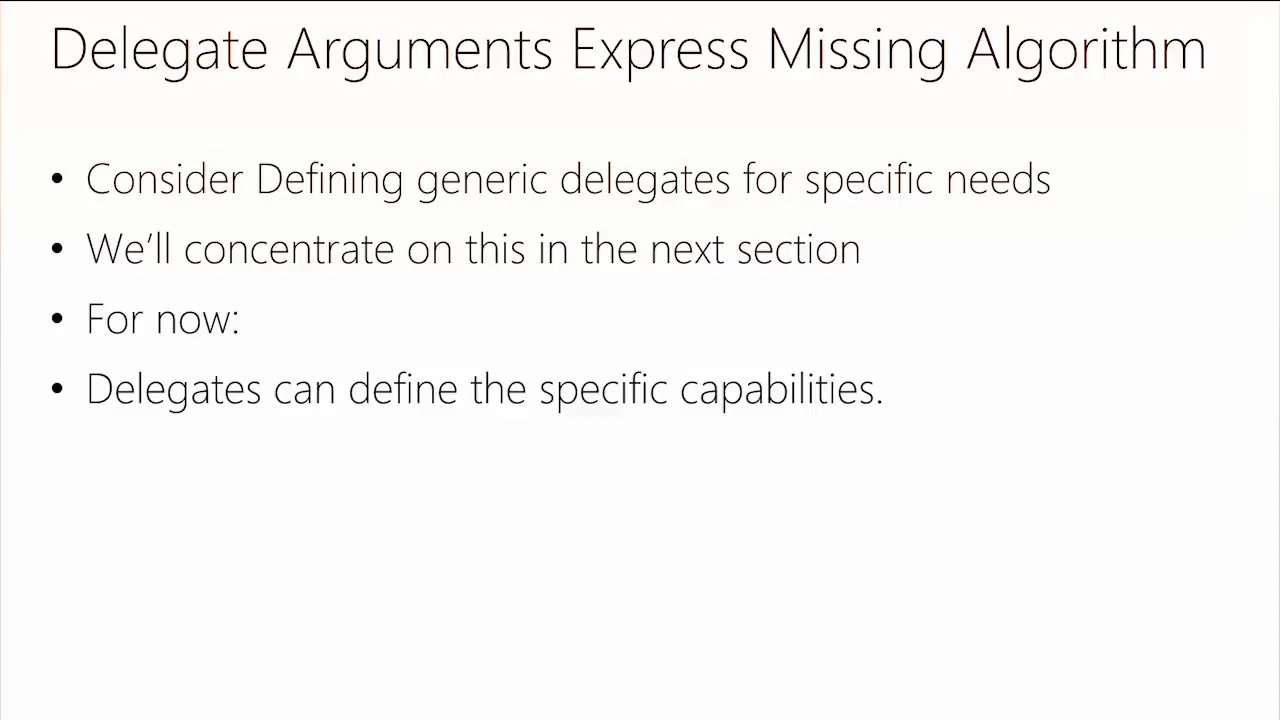 Delegate Arguments Express Missing Algorithm
• Consider Defining generic delegates for specific needs
• We’ll concentrate on this in the next section
• For now:
• Delegates can define the specific capabilities.